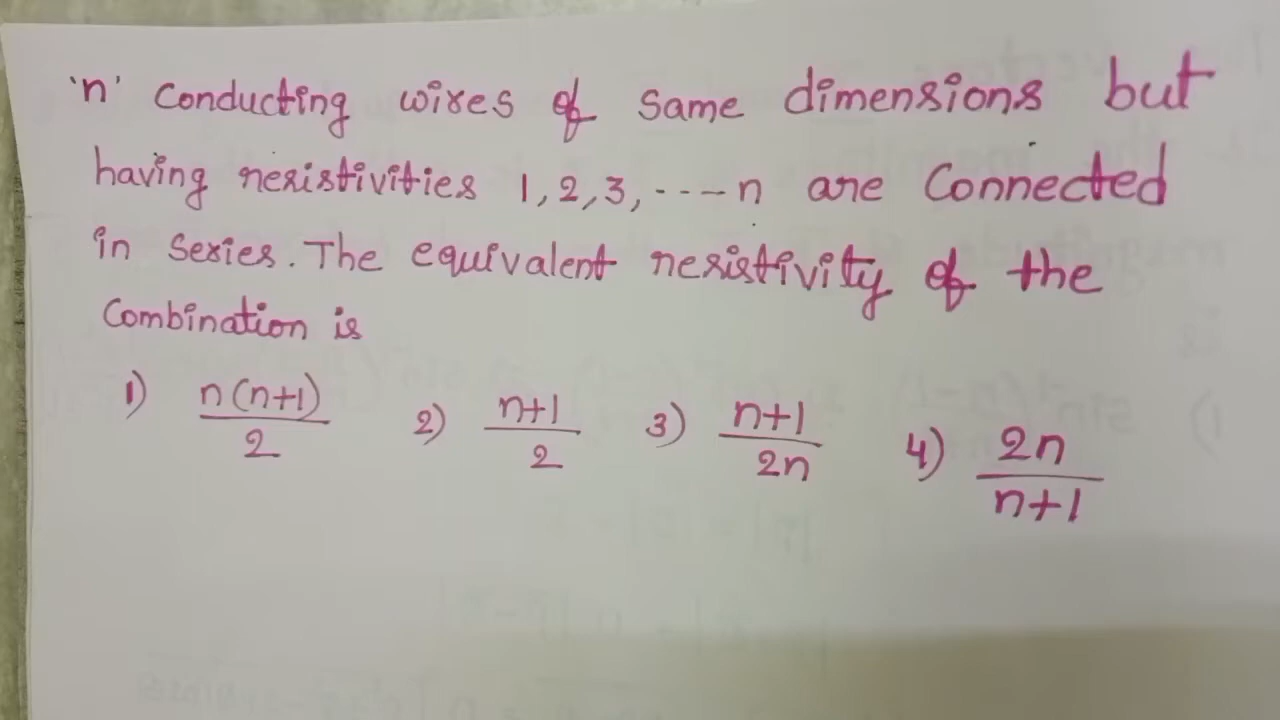 'n' conducting wires of same dimensions but
having resistivities 1, 2, 3, ---- n are connected
in series. The equivalent resistivity of the
combination is
1) n(n+1)/2 2) n+1/2 3) n+1/2n 4) 2n/n+1